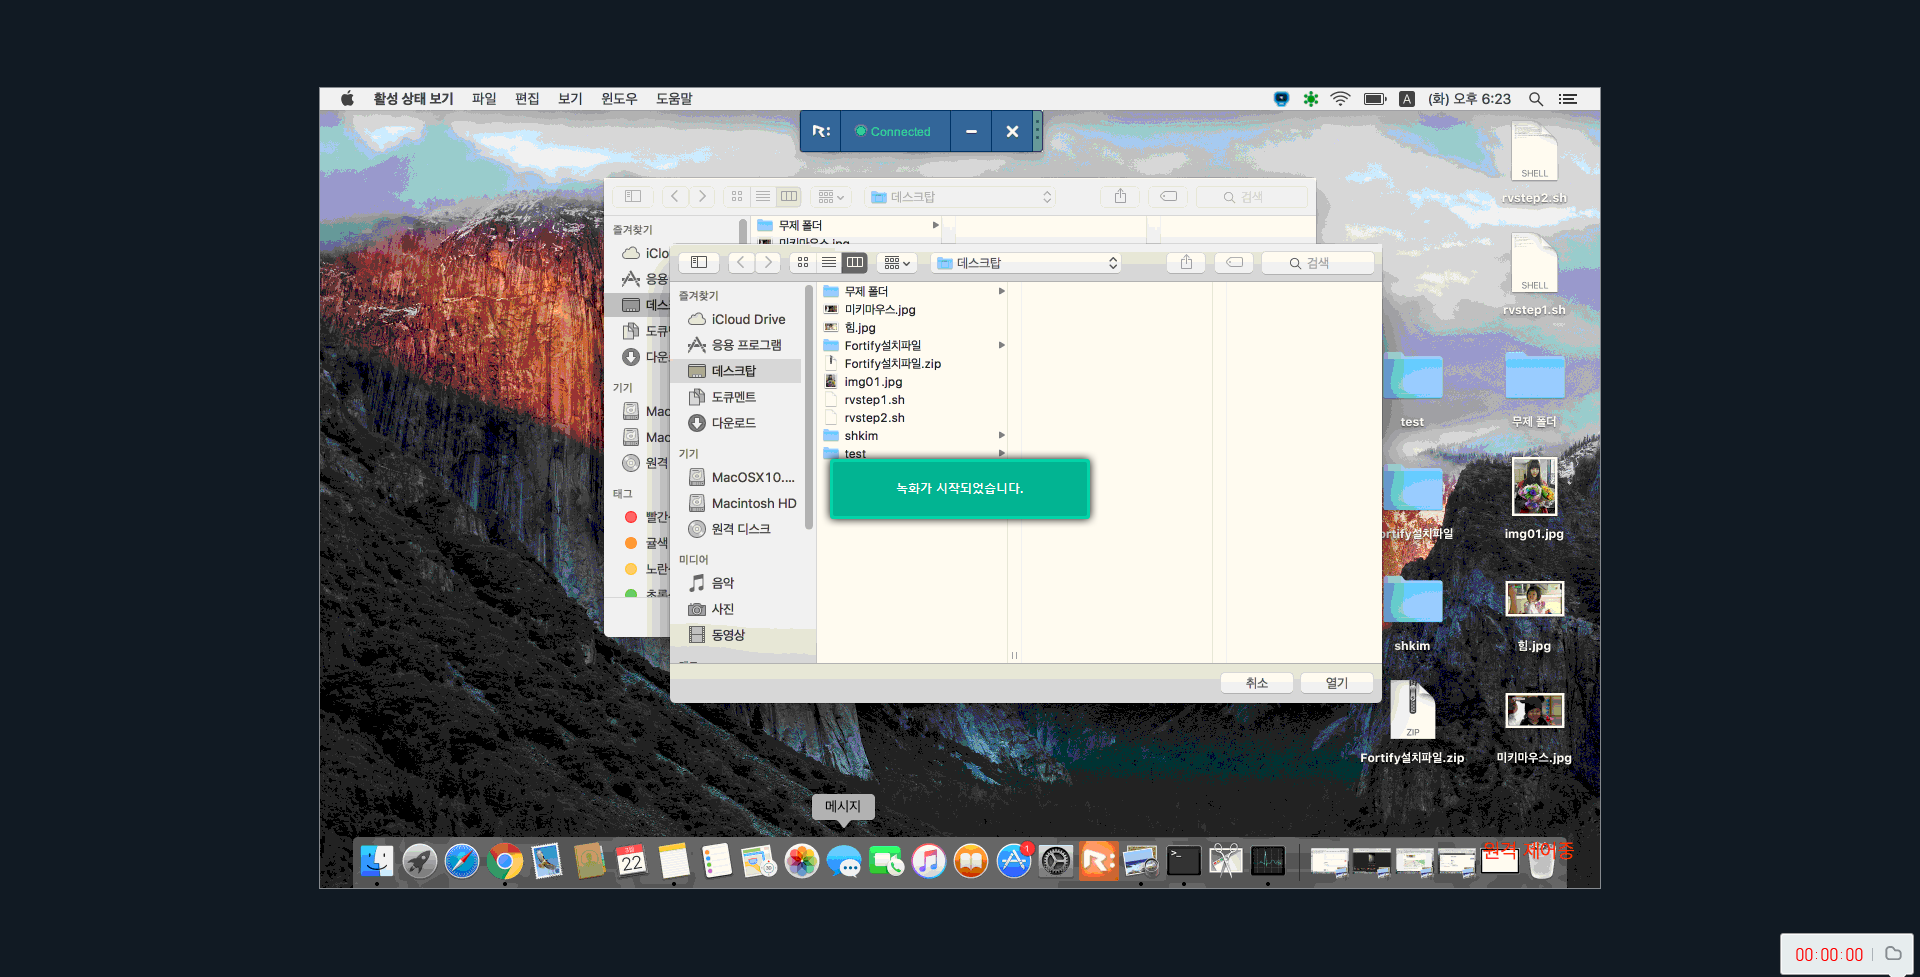 활성 상태 보기 파일 편집 보기 윈도우 도움말 A (화) 오후 6:23
R: Connected
SHELL
rvstep2.sh
SHELL
rvstep1.sh
test
무제 폴더
Fortify설치파일
img01.jpg
shkim
힘.jpg
ZIP
Fortify설치파일.zip
미키마우스.jpg
데스크탑 검색
즐겨찾기
응용
도큐
기기
Mac
Mac
원격
태그
빨간
귤색
노란
초록
무제 폴더
미키마우스.jpg
데스크탑 검색
즐겨찾기
iCloud Drive
응용 프로그램
데스크탑
도큐멘트
다운로드
기기
MacOSX10....
Macintosh HD
원격 디스크
미디어
음악
사진
동영상
무제 폴더
미키마우스.jpg
힘.jpg
Fortify설치파일
Fortify설치파일.zip
img01.jpg
rvstep1.sh
rvstep2.sh
shkim
test
녹화가 시작되었습니다.
취소 열기
메시지
22
1
원격 제어중
00:00:00